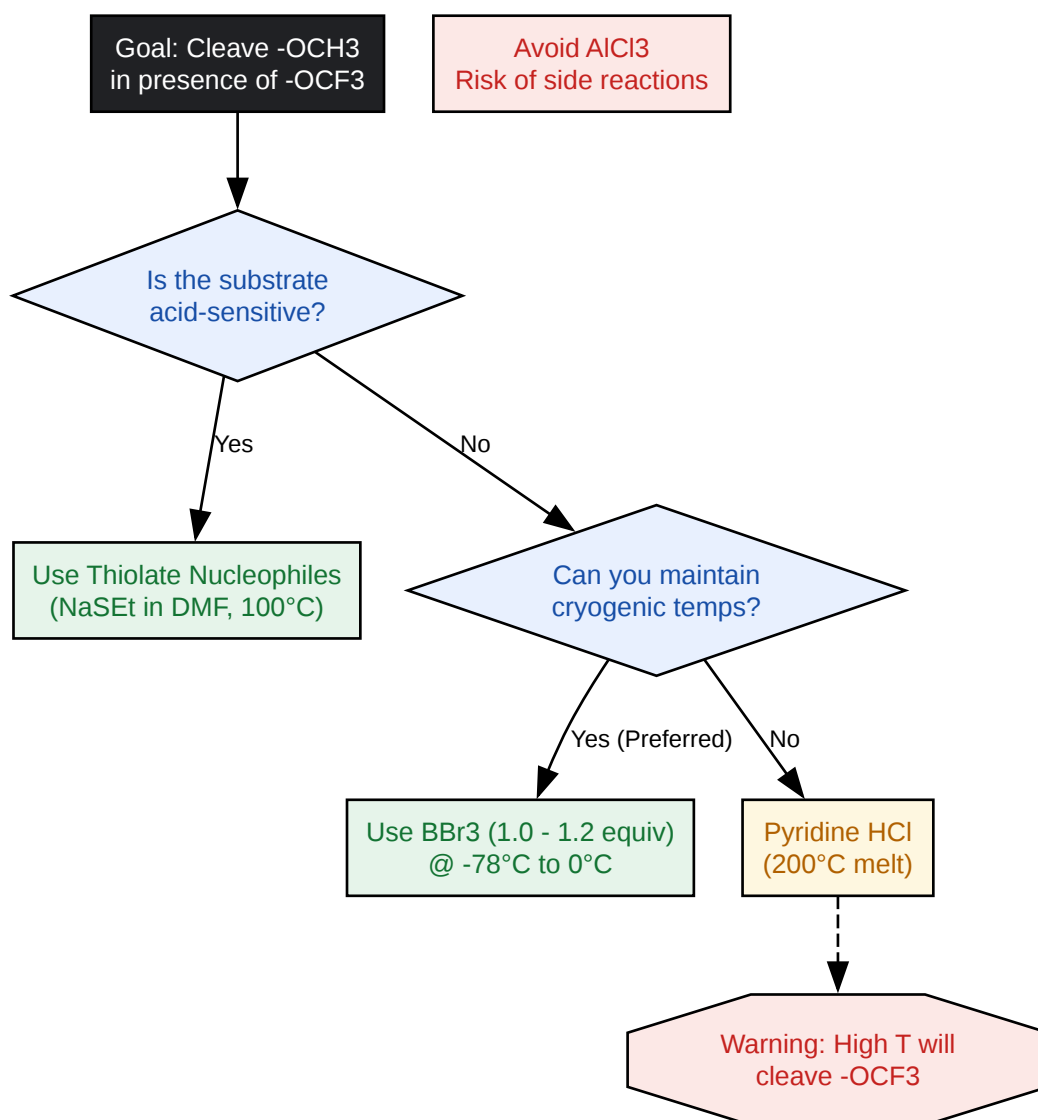 Goal: Cleave -OCH3
in presence of -OCF3
Avoid AlCl3
Risk of side reactions
Is the substrate
acid-sensitive?
Yes
No
Use Thiolate Nucleophiles
(NaSEt in DMF, 100°C)
Can you maintain
cryogenic temps?
Yes (Preferred)
No
Use BBr3 (1.0 - 1.2 equiv)
@ -78°C to 0°C
Pyridine HCl
(200°C melt)
Warning: High T will
cleave -OCF3